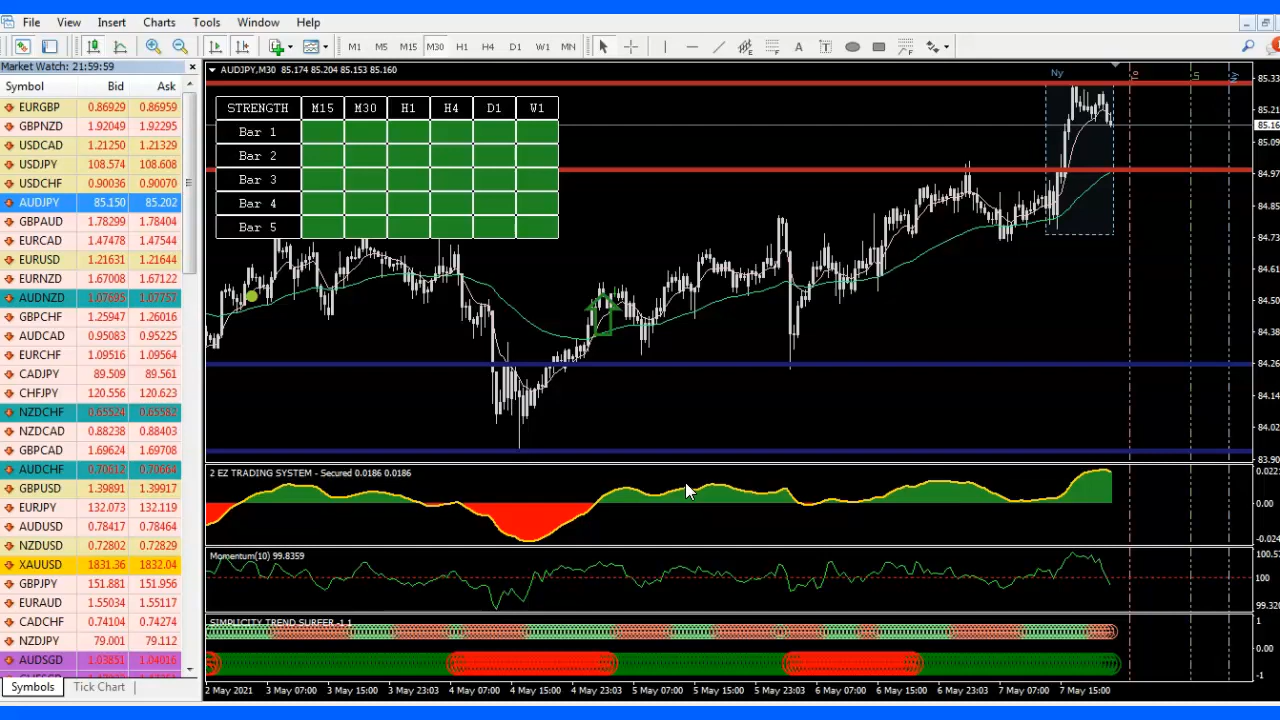 File View Insert Charts Tools Window Help
M1 M5 M15 M30 H1 H4 D1 W1 MN
Market Watch: 21:59:59
Symbol Bid Ask
EURGBP 0.86929 0.86959
GBPNZD 1.92049 1.92295
USDCAD 1.21250 1.21329
USDJPY 108.574 108.608
USDCHF 0.90036 0.90070
AUDJPY 85.150 85.202
GBPAUD 1.78299 1.78404
EURCAD 1.47478 1.47544
EURUSD 1.21631 1.21644
EURNZD 1.67008 1.67122
AUDNZD 1.07695 1.07757
GBPCHF 1.25947 1.26016
AUDCAD 0.95083 0.95225
EURCHF 1.09516 1.09564
CADJPY 89.509 89.561
CHFJPY 120.556 120.623
NZDCHF 0.65524 0.65582
NZDCAD 0.88238 0.88403
GBPCAD 1.69624 1.69708
AUDCHF 0.70612 0.70664
GBPUSD 1.39891 1.39917
EURJPY 132.073 132.119
AUDUSD 0.78417 0.78464
NZDUSD 0.72802 0.72829
XAUUSD 1831.36 1832.04
GBPJPY 151.881 151.956
EURAUD 1.55034 1.55117
CADCHF 0.74104 0.74274
NZDJPY 79.001 79.112
AUDSGD 1.03851 1.04016
Symbols Tick Chart
AUDJPY,M30 85.174 85.204 85.153 85.160
STRENGTH M15 M30 H1 H4 D1 W1
Bar 1
Bar 2
Bar 3
Bar 4
Bar 5
Ny
To
Ln
Ny
85.33
85.21
85.16
85.09
84.97
84.85
84.73
84.61
84.50
84.38
84.26
84.14
84.02
83.90
2 EZ TRADING SYSTEM - Secured 0.0186 0.0186
0.022
0.00
-0.024
Momentum(10) 99.8359
100.5
100
99.320
SIMPLICITY TREND SURFER -1 1
1
0.00
-1
2 May 2021 3 May 07:00 3 May 15:00 3 May 23:03 4 May 07:00 4 May 15:00 4 May 23:03 5 May 07:00 5 May 15:00 5 May 23:03 6 May 07:00 6 May 15:00 6 May 23:03 7 May 07:00 7 May 15:00